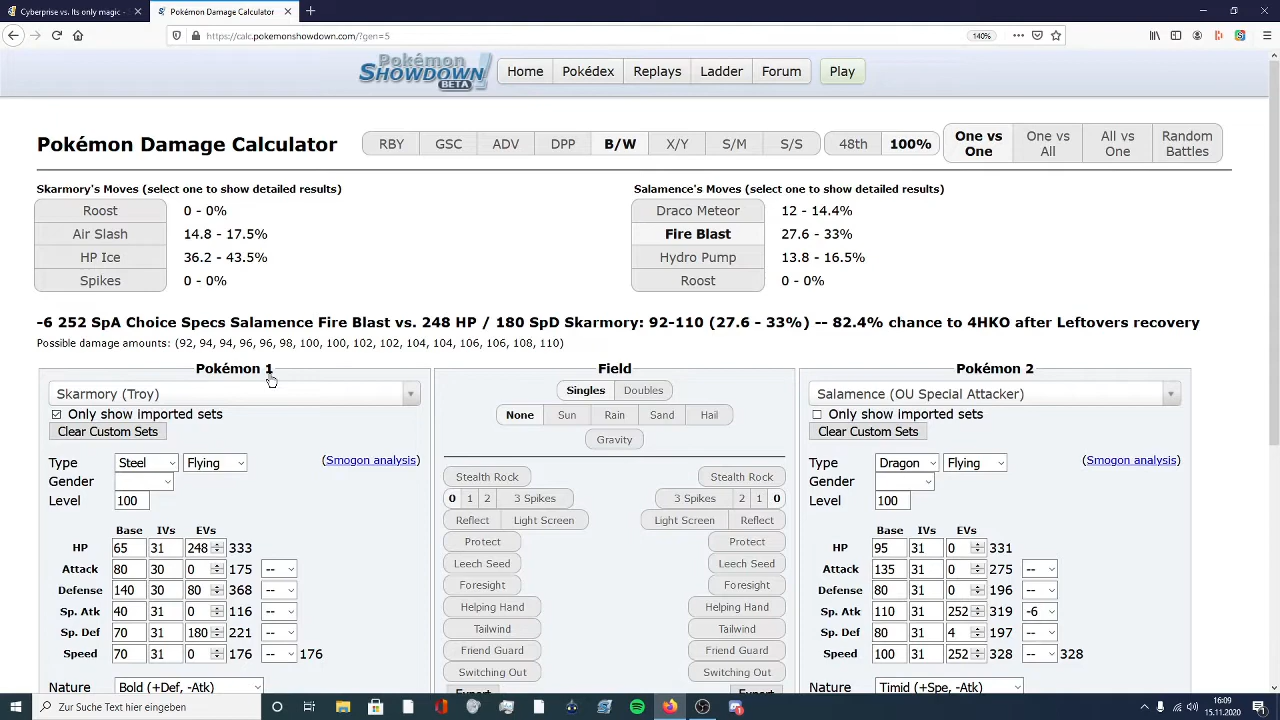 Cyberprise vs. Its only magic -
Pokémon Damage Calculator
https://calc.pokemonshowdown.com/?gen=5
140%
Pokémon
SHOWDOWN!
BETA
Home Pokédex Replays Ladder Forum Play
Pokémon Damage Calculator
RBY GSC ADV DPP B/W X/Y S/M S/S
48th 100%
One vs One
One vs All
All vs One
Random Battles
Skarmory's Moves (select one to show detailed results)
Roost 0 - 0%
Air Slash 14.8 - 17.5%
HP Ice 36.2 - 43.5%
Spikes 0 - 0%
Salamence's Moves (select one to show detailed results)
Draco Meteor 12 - 14.4%
Fire Blast 27.6 - 33%
Hydro Pump 13.8 - 16.5%
Roost 0 - 0%
-6 252 SpA Choice Specs Salamence Fire Blast vs. 248 HP / 180 SpD Skarmory: 92-110 (27.6 - 33%) -- 82.4% chance to 4HKO after Leftovers recovery
Possible damage amounts: (92, 94, 94, 96, 96, 98, 100, 100, 102, 102, 104, 104, 106, 106, 108, 110)
Pokémon 1
Skarmory (Troy)
Only show imported sets
Clear Custom Sets
Type Steel Flying (Smogon analysis)
Gender
Level 100
Base IVs EVs
HP 65 31 248 333
Attack 80 30 0 175 --
Defense 140 30 80 368 --
Sp. Atk 40 31 0 116 --
Sp. Def 70 31 180 221 --
Speed 70 31 0 176 -- 176
Nature Bold (+Def, -Atk)
Field
Singles Doubles
None Sun Rain Sand Hail
Gravity
Stealth Rock Stealth Rock
0 1 2 3 Spikes 3 Spikes 2 1 0
Reflect Light Screen Light Screen Reflect
Protect Protect
Leech Seed Leech Seed
Foresight Foresight
Helping Hand Helping Hand
Tailwind Tailwind
Friend Guard Friend Guard
Switching Out Switching Out
Pokémon 2
Salamence (OU Special Attacker)
Only show imported sets
Clear Custom Sets
Type Dragon Flying (Smogon analysis)
Gender
Level 100
Base IVs EVs
HP 95 31 0 331
Attack 135 31 0 275 --
Defense 80 31 0 196 --
Sp. Atk 110 31 252 319 -6
Sp. Def 80 31 4 197 --
Speed 100 31 252 328 -- 328
Nature Timid (+Spe, -Atk)
Zur Suche Text hier eingeben
16:09
15.11.2020